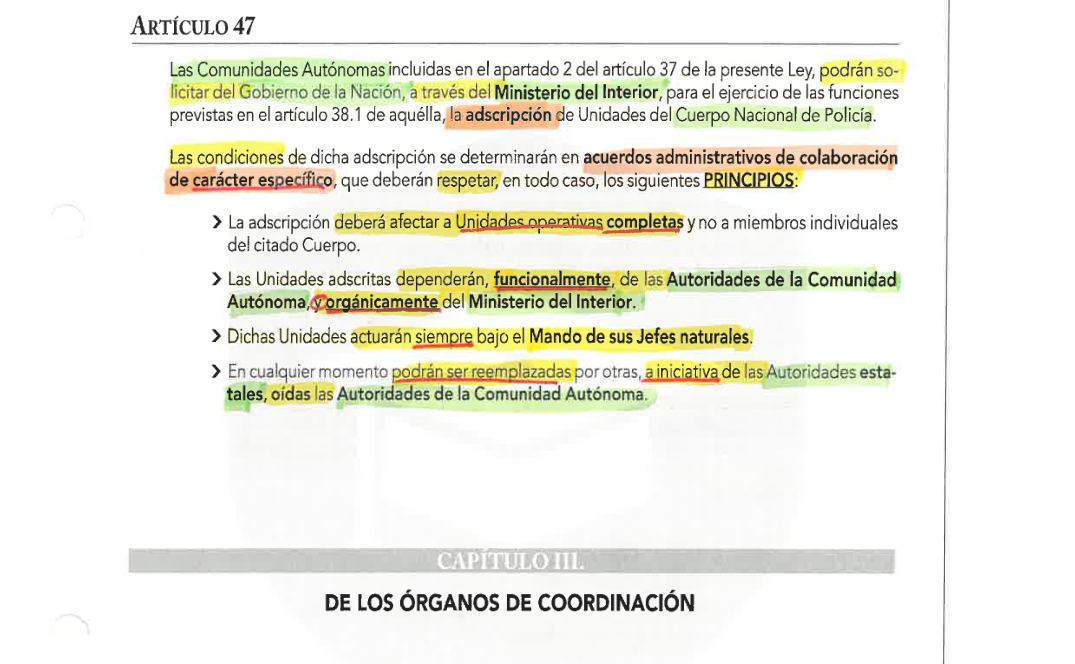 ARTÍCULO 47
Las Comunidades Autónomas incluidas en el apartado 2 del artículo 37 de la presente Ley, podrán so-
licitar del Gobierno de la Nación, a través del Ministerio del Interior, para el ejercicio de las funciones
previstas en el artículo 38.1 de aquélla, la adscripción de Unidades del Cuerpo Nacional de Policía.
Las condiciones de dicha adscripción se determinarán en acuerdos administrativos de colaboración
de carácter específico, que deberán respetar, en todo caso, los siguientes PRINCIPIOS:
› La adscripción deberá afectar a Unidades operativas completas y no a miembros individuales
del citado Cuerpo.
› Las Unidades adscritas dependerán, funcionalmente, de las Autoridades de la Comunidad
Autónoma, y orgánicamente del Ministerio del Interior.
› Dichas Unidades actuarán siempre bajo el Mando de sus Jefes naturales.
› En cualquier momento podrán ser reemplazadas por otras, a iniciativa de las Autoridades esta-
tales, oídas las Autoridades de la Comunidad Autónoma.
CAPÍTULO III.
DE LOS ÓRGANOS DE COORDINACIÓN